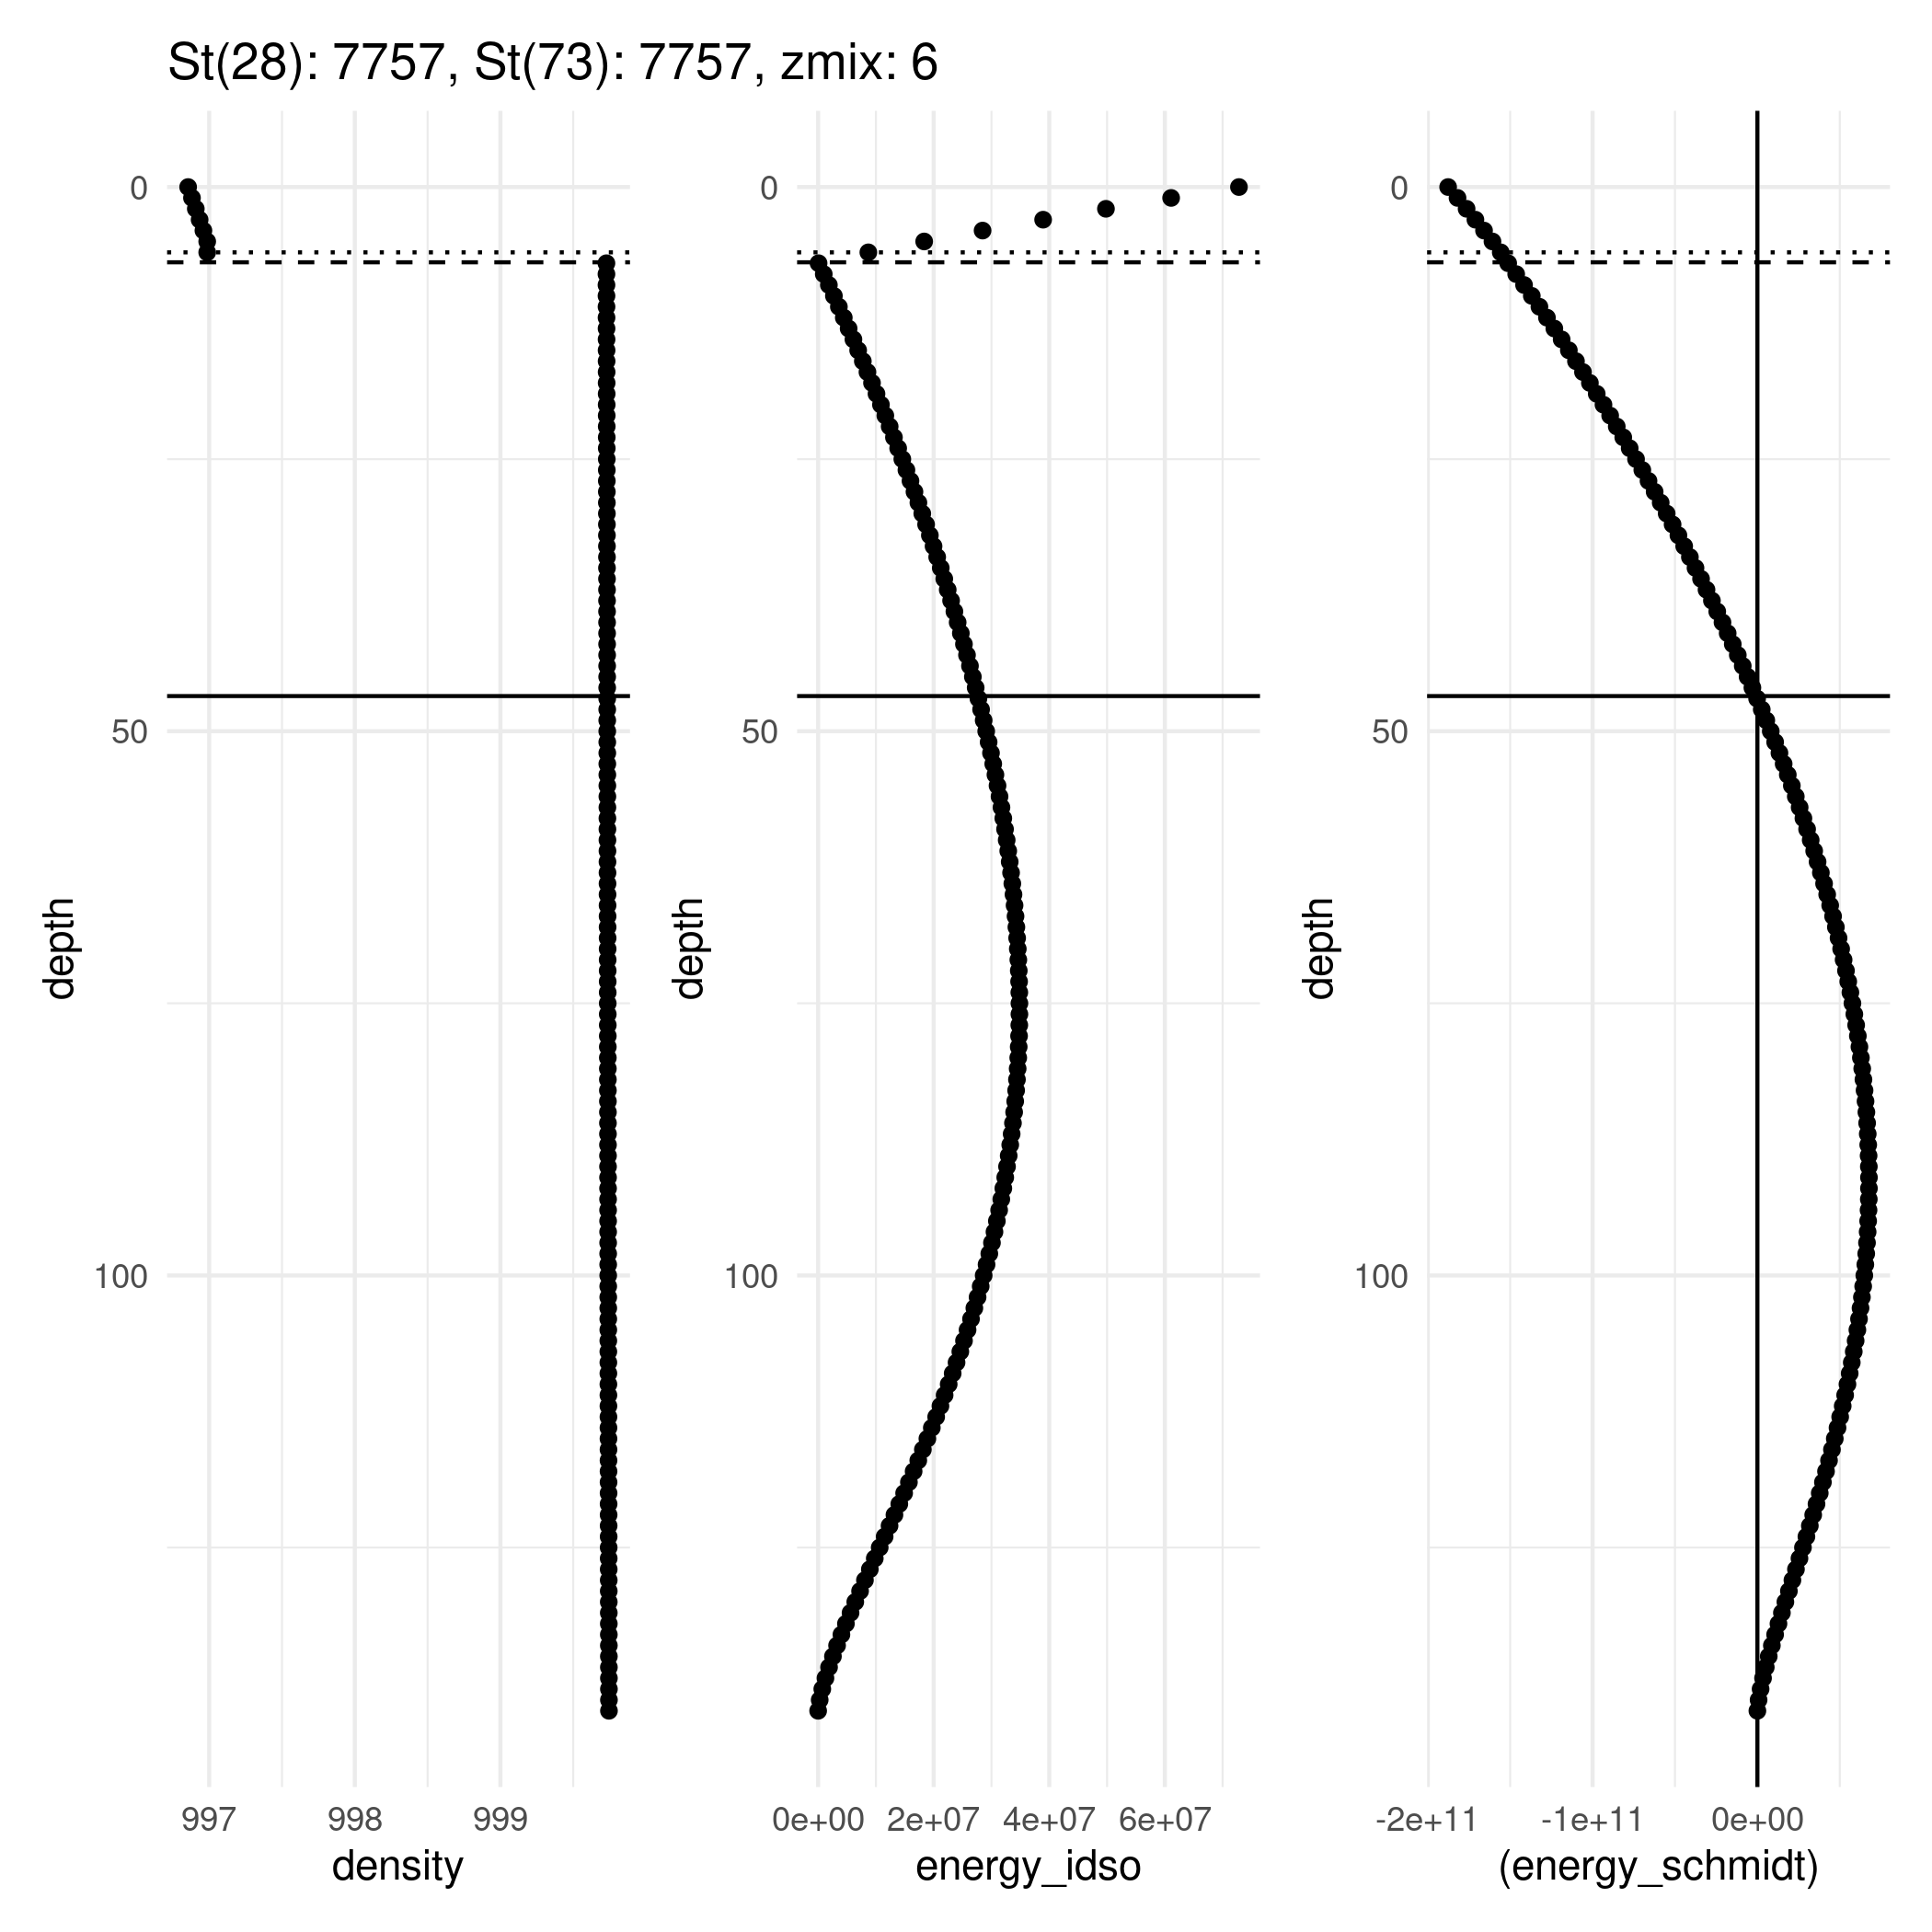 St(28): 7757, St(73): 7757, zmix: 6
0
50
100
depth
997 998 999
density
0
50
100
depth
0e+00 2e+07 4e+07 6e+07
energy_idso
0
50
100
depth
-2e+11 -1e+11 0e+00
(energy_schmidt)